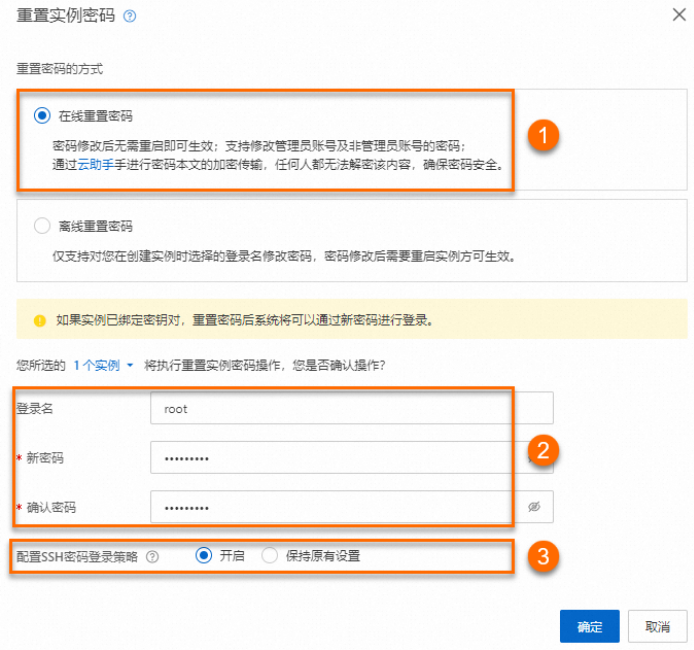 重置实例密码
重置密码的方式
在线重置密码
密码修改后无需重启即可生效；支持修改管理员账号及非管理员账号的密码；
通过云助手手进行密码本文的加密传输，任何人都无法解密该内容，确保密码安全。
1
离线重置密码
仅支持对您在创建实例时选择的登录名修改密码，密码修改后需要重启实例方可生效。
如果实例已绑定密钥对，重置密码后系统将可以通过新密码进行登录。
您所选的 1个实例 将执行重置实例密码操作，您是否确认操作？
登录名 root
* 新密码 •••••••••
2
* 确认密码 •••••••••
配置SSH密码登录策略 开启 保持原有设置
3
确定 取消